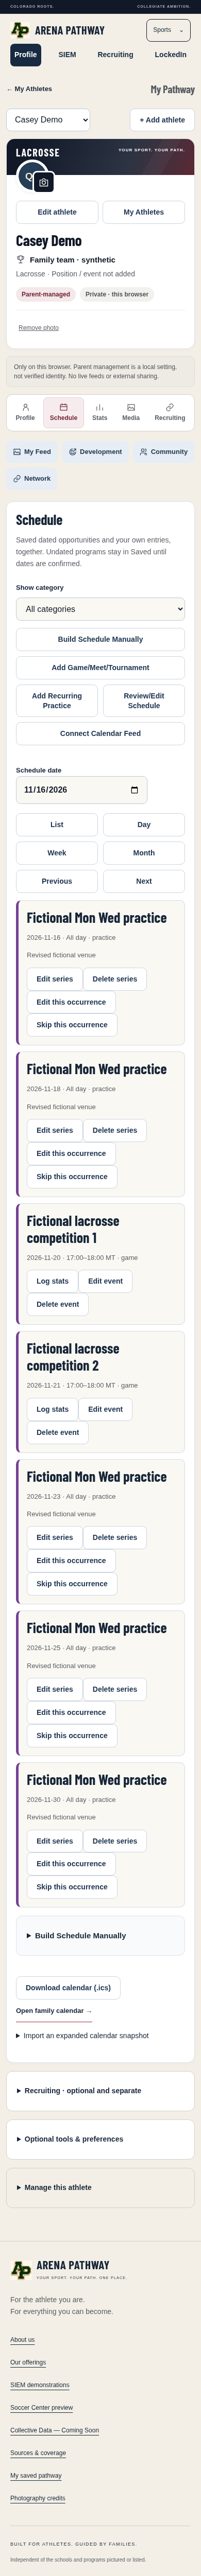 COLORADO ROOTS.
COLLEGIATE AMBITION.
AP
ARENA PATHWAY
Sports
Profile
SIEM
Recruiting
LockedIn
← My Athletes
My Pathway
Casey Demo
+ Add athlete
LACROSSE
YOUR SPORT. YOUR PATH.
Edit athlete
My Athletes
Casey Demo
Family team · synthetic
Lacrosse · Position / event not added
Parent-managed
Private · this browser
Remove photo
Only on this browser. Parent management is a local setting,
not verified identity. No live feeds or external sharing.
Profile
Schedule
Stats
Media
Recruiting
My Feed
Development
Community
Network
Schedule
Saved dated opportunities and your own entries,
together. Undated programs stay in Saved until
dates are confirmed.
Show category
All categories
Build Schedule Manually
Add Game/Meet/Tournament
Add Recurring
Practice
Review/Edit
Schedule
Connect Calendar Feed
Schedule date
11/16/2026
List
Day
Week
Month
Previous
Next
Fictional Mon Wed practice
2026-11-16 · All day · practice
Revised fictional venue
Edit series
Delete series
Edit this occurrence
Skip this occurrence
Fictional Mon Wed practice
2026-11-18 · All day · practice
Revised fictional venue
Edit series
Delete series
Edit this occurrence
Skip this occurrence
Fictional lacrosse
competition 1
2026-11-20 · 17:00–18:00 MT · game
Log stats
Edit event
Delete event
Fictional lacrosse
competition 2
2026-11-21 · 17:00–18:00 MT · game
Log stats
Edit event
Delete event
Fictional Mon Wed practice
2026-11-23 · All day · practice
Revised fictional venue
Edit series
Delete series
Edit this occurrence
Skip this occurrence
Fictional Mon Wed practice
2026-11-25 · All day · practice
Revised fictional venue
Edit series
Delete series
Edit this occurrence
Skip this occurrence
Fictional Mon Wed practice
2026-11-30 · All day · practice
Revised fictional venue
Edit series
Delete series
Edit this occurrence
Skip this occurrence
▶ Build Schedule Manually
Download calendar (.ics)
Open family calendar →
▶ Import an expanded calendar snapshot
▶ Recruiting · optional and separate
▶ Optional tools & preferences
▶ Manage this athlete
AP
ARENA PATHWAY
YOUR SPORT. YOUR PATH. ONE PLACE.
For the athlete you are.
For everything you can become.
About us
Our offerings
SIEM demonstrations
Soccer Center preview
Collective Data — Coming Soon
Sources & coverage
My saved pathway
Photography credits
BUILT FOR ATHLETES. GUIDED BY FAMILIES.
Independent of the schools and programs pictured or listed.